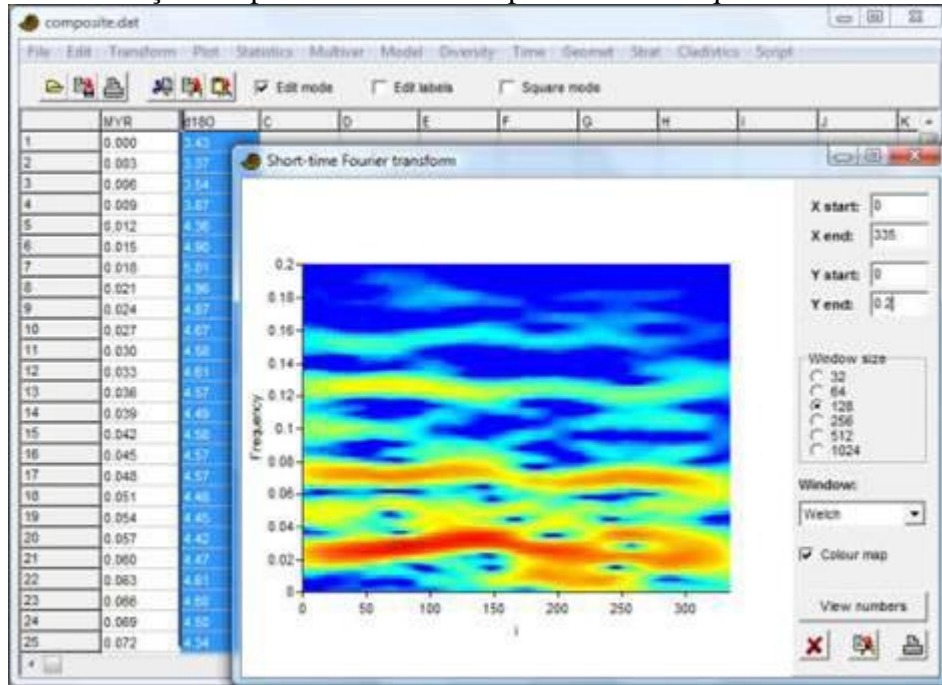 composite.dat
File Edit Transform Plot Statistics Multivar Model Diversity Time Geomet Strat Cladistics Script
Edit mode Edit labels Square mode
MYR d18O C D E F G H I J K
1 0.000 3.43
2 0.003 3.37
3 0.006 3.54
4 0.009 3.87
5 0.012 4.36
6 0.015 4.90
7 0.018 5.01
8 0.021 4.96
9 0.024 4.87
10 0.027 4.67
11 0.030 4.58
12 0.033 4.61
13 0.036 4.57
14 0.039 4.49
15 0.042 4.50
16 0.045 4.57
17 0.048 4.57
18 0.051 4.48
19 0.054 4.45
20 0.057 4.42
21 0.060 4.47
22 0.063 4.61
23 0.066
24 0.069 4.50
25 0.072 4.54
Short-time Fourier transform
X start: 0
X end: 335
Y start: 0
Y end: 0.2
Window size
32
64
128
256
512
1024
Window:
Welch
Colour map
View numbers
Frequency
0.2
0.18
0.16
0.14
0.12
0.1
0.08
0.06
0.04
0.02
0
0 50 100 150 200 250 300
i